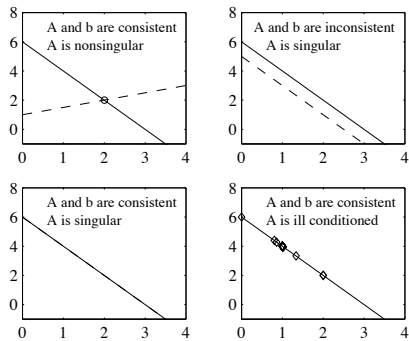 A and b are consistent
A is nonsingular
8
6
4
2
0
0 1 2 3 4
A and b are inconsistent
A is singular
8
6
4
2
0
0 1 2 3 4
A and b are consistent
A is singular
8
6
4
2
0
0 1 2 3 4
A and b are consistent
A is ill conditioned
8
6
4
2
0
0 1 2 3 4